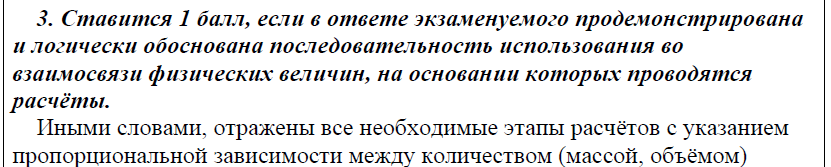 3. Ставится 1 балл, если в ответе экзаменуемого продемонстрирована
и логически обоснована последовательность использования во
взаимосвязи физических величин, на основании которых проводятся
расчёты.
Иными словами, отражены все необходимые этапы расчётов с указанием
пропорциональной зависимости между количеством (массой, объёмом)